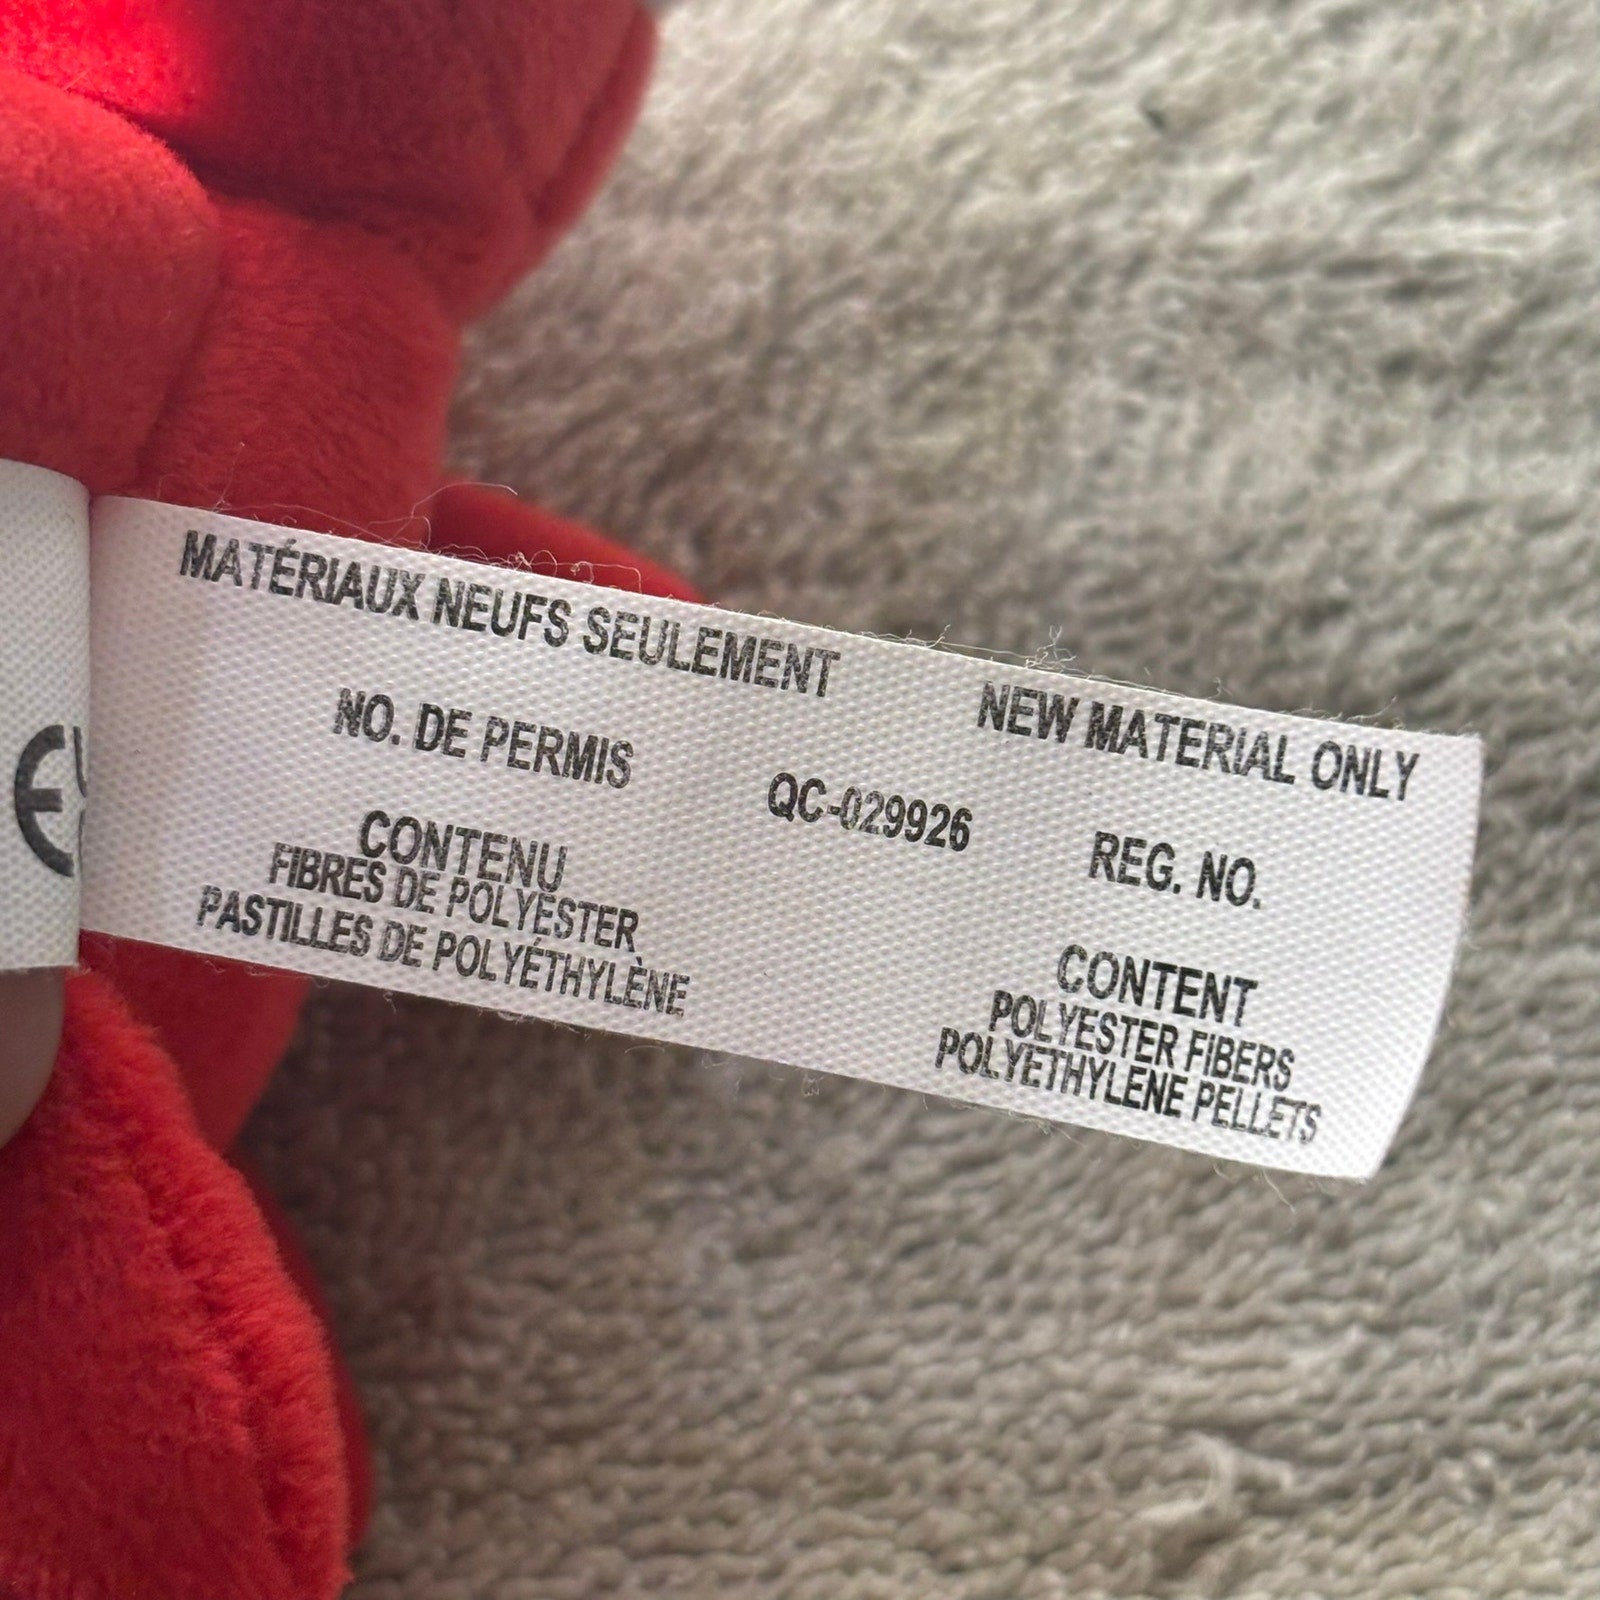 MATÉRIAUX NEUFS SEULEMENT
NEW MATERIAL ONLY
NO. DE PERMIS
QC-029926
REG. NO.
CONTENU
FIBRES DE POLYESTER
PASTILLES DE POLYÉTHYLÈNE
CONTENT
POLYESTER FIBERS
POLYETHYLENE PELLETS